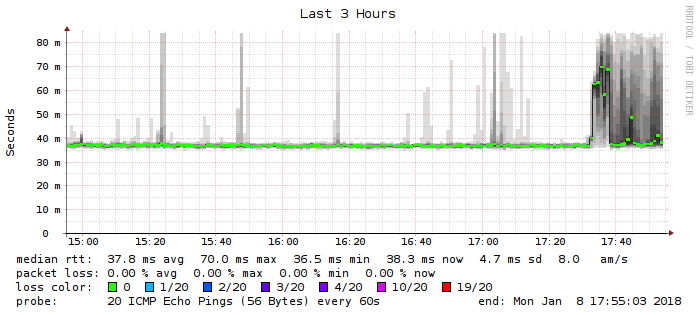 Last 3 Hours
RRDTOOL / TOBI OETIKER
Seconds
80 m
70 m
60 m
50 m
40 m
30 m
20 m
10 m
0
15:00 15:20 15:40 16:00 16:20 16:40 17:00 17:20 17:40
median rtt: 37.8 ms avg 70.0 ms max 36.5 ms min 38.3 ms now 4.7 ms sd 8.0 am/s
packet loss: 0.00 % avg 0.00 % max 0.00 % min 0.00 % now
loss color: 0 1/20 2/20 3/20 4/20 10/20 19/20
probe: 20 ICMP Echo Pings (56 Bytes) every 60s end: Mon Jan 8 17:55:03 2018